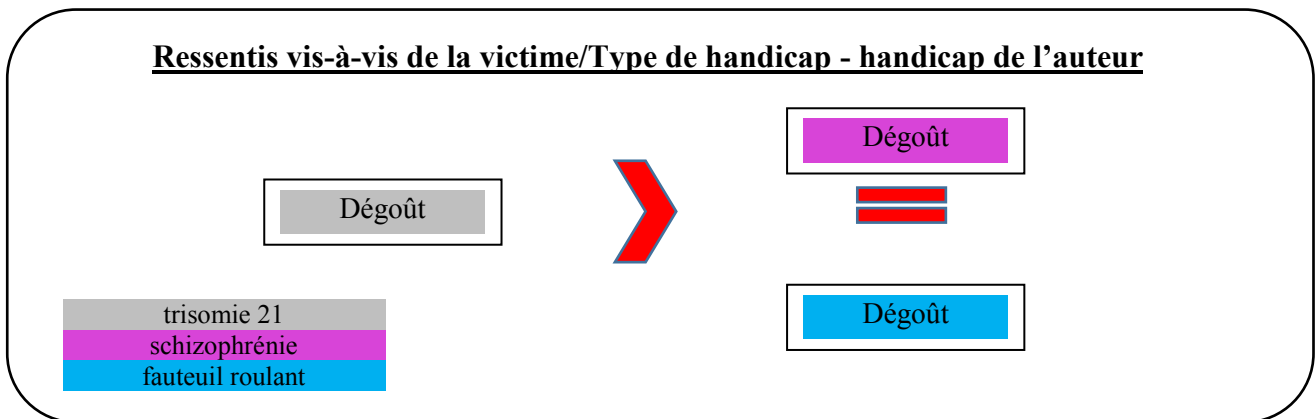 Ressentis vis-à-vis de la victime/Type de handicap - handicap de l’auteur
Dégoût
Dégoût
Dégoût
trisomie 21
schizophrénie
fauteuil roulant